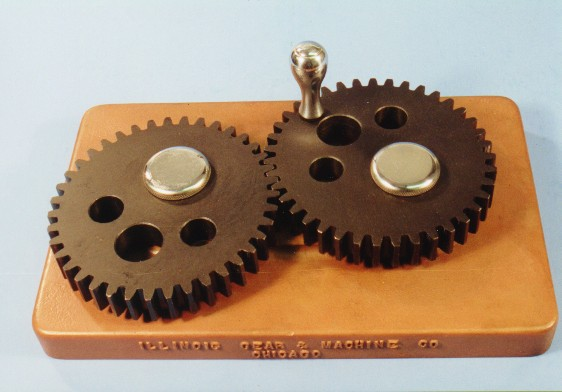 ILLINOIS GEAR & MACHINE CO.
CHICAGO